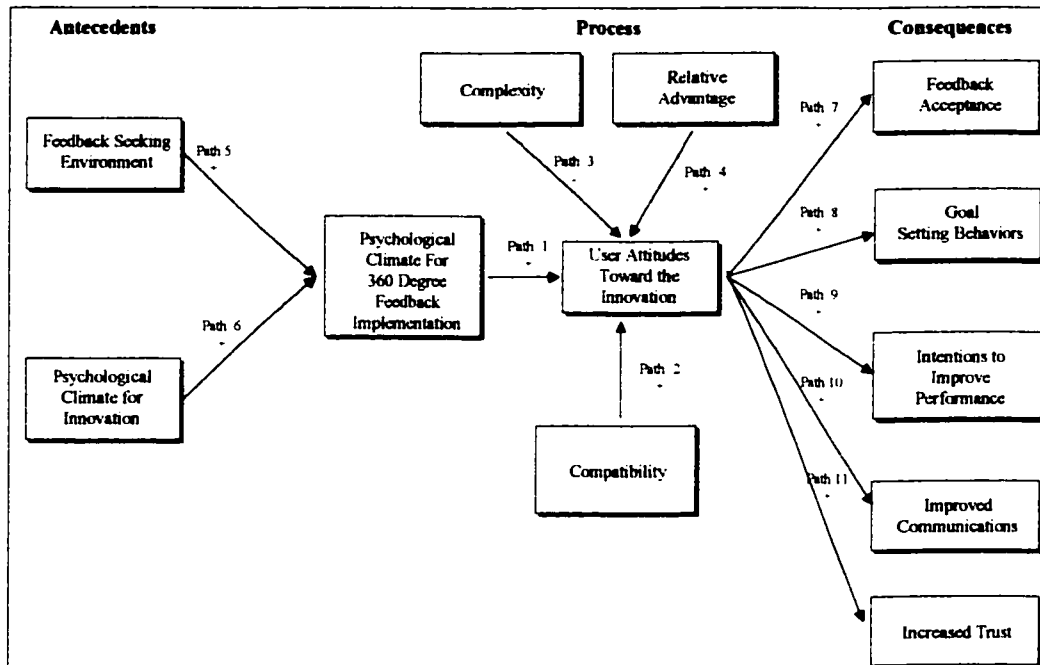 Antecedents
Process
Consequences
Complexity
Relative
Advantage
Feedback
Acceptance
Path 7
Feedback Seeking
Environment
Path 5
Path 3
Path 4
Path 8
Goal
Setting Behaviors
Psychological
Climate For
360 Degree
Feedback
Implementation
Path 1
User Attitudes
Toward the
Innovation
Path 9
Path 6
Intentions to
Improve
Performance
Psychological
Climate for
Innovation
Path 2
Path 10
Compatibility
Path 11
Improved
Communications
Increased Trust